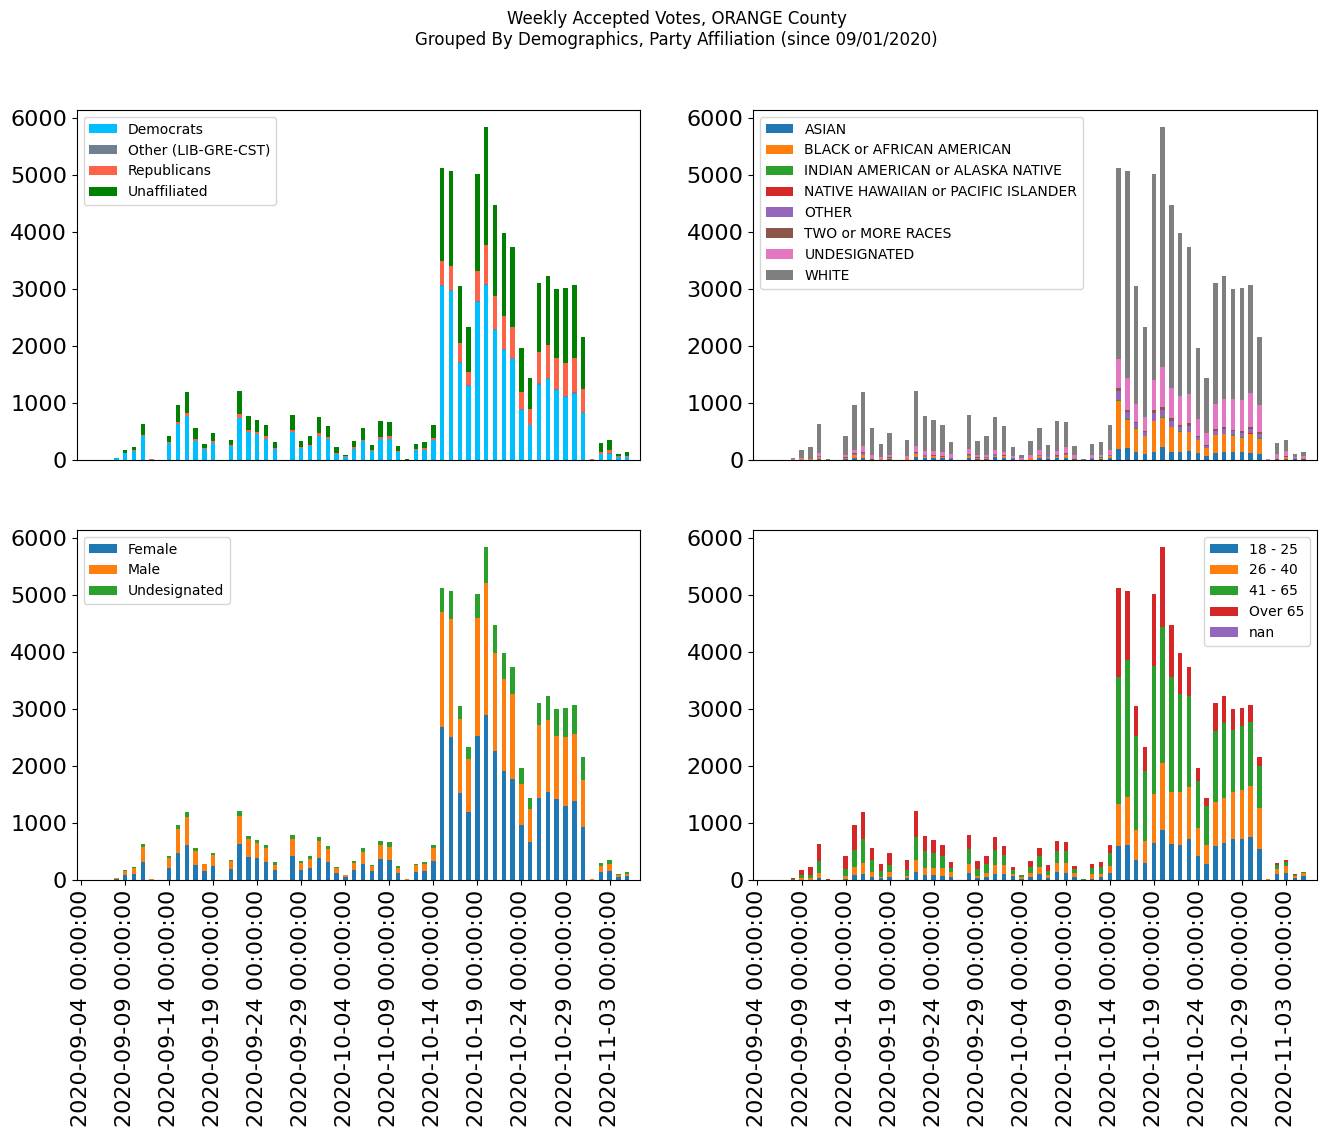 Weekly Accepted Votes, ORANGE County
Grouped By Demographics, Party Affiliation (since 09/01/2020)
6000
5000
4000
3000
2000
1000
0
Democrats
Other (LIB-GRE-CST)
Republicans
Unaffiliated
6000
5000
4000
3000
2000
1000
0
ASIAN
BLACK or AFRICAN AMERICAN
INDIAN AMERICAN or ALASKA NATIVE
NATIVE HAWAIIAN or PACIFIC ISLANDER
OTHER
TWO or MORE RACES
UNDESIGNATED
WHITE
6000
5000
4000
3000
2000
1000
0
Female
Male
Undesignated
2020-09-04 00:00:00
2020-09-09 00:00:00
2020-09-14 00:00:00
2020-09-19 00:00:00
2020-09-24 00:00:00
2020-09-29 00:00:00
2020-10-04 00:00:00
2020-10-09 00:00:00
2020-10-14 00:00:00
2020-10-19 00:00:00
2020-10-24 00:00:00
2020-10-29 00:00:00
2020-11-03 00:00:00
6000
5000
4000
3000
2000
1000
0
18 - 25
26 - 40
41 - 65
Over 65
nan
2020-09-04 00:00:00
2020-09-09 00:00:00
2020-09-14 00:00:00
2020-09-19 00:00:00
2020-09-24 00:00:00
2020-09-29 00:00:00
2020-10-04 00:00:00
2020-10-09 00:00:00
2020-10-14 00:00:00
2020-10-19 00:00:00
2020-10-24 00:00:00
2020-10-29 00:00:00
2020-11-03 00:00:00